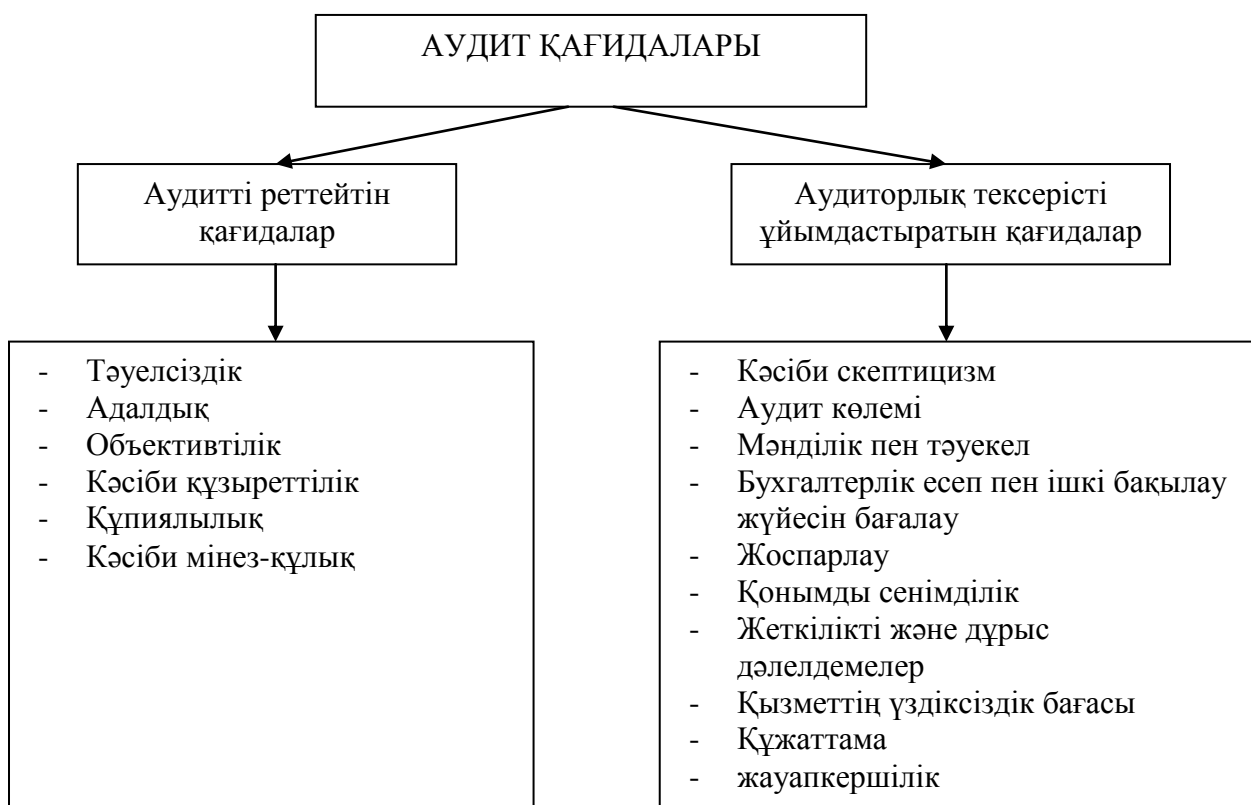 АУДИТ ҚАҒИДАЛАРЫ
Аудитті реттейтін
қағидалар
Аудиторлық тексерісті
ұйымдастыратын қағидалар
- Тәуелсіздік
- Адалдық
- Объективтілік
- Кәсіби құзыреттілік
- Құпиялылық
- Кәсіби мінез-құлық
- Кәсіби скептицизм
- Аудит көлемі
- Мәнділік пен тәуекел
- Бухгалтерлік есеп пен ішкі бақылау
жүйесін бағалау
- Жоспарлау
- Қонымды сенімділік
- Жеткілікті және дұрыс
дәлелдемелер
- Қызметтің үздіксіздік бағасы
- Құжаттама
- жауапкершілік